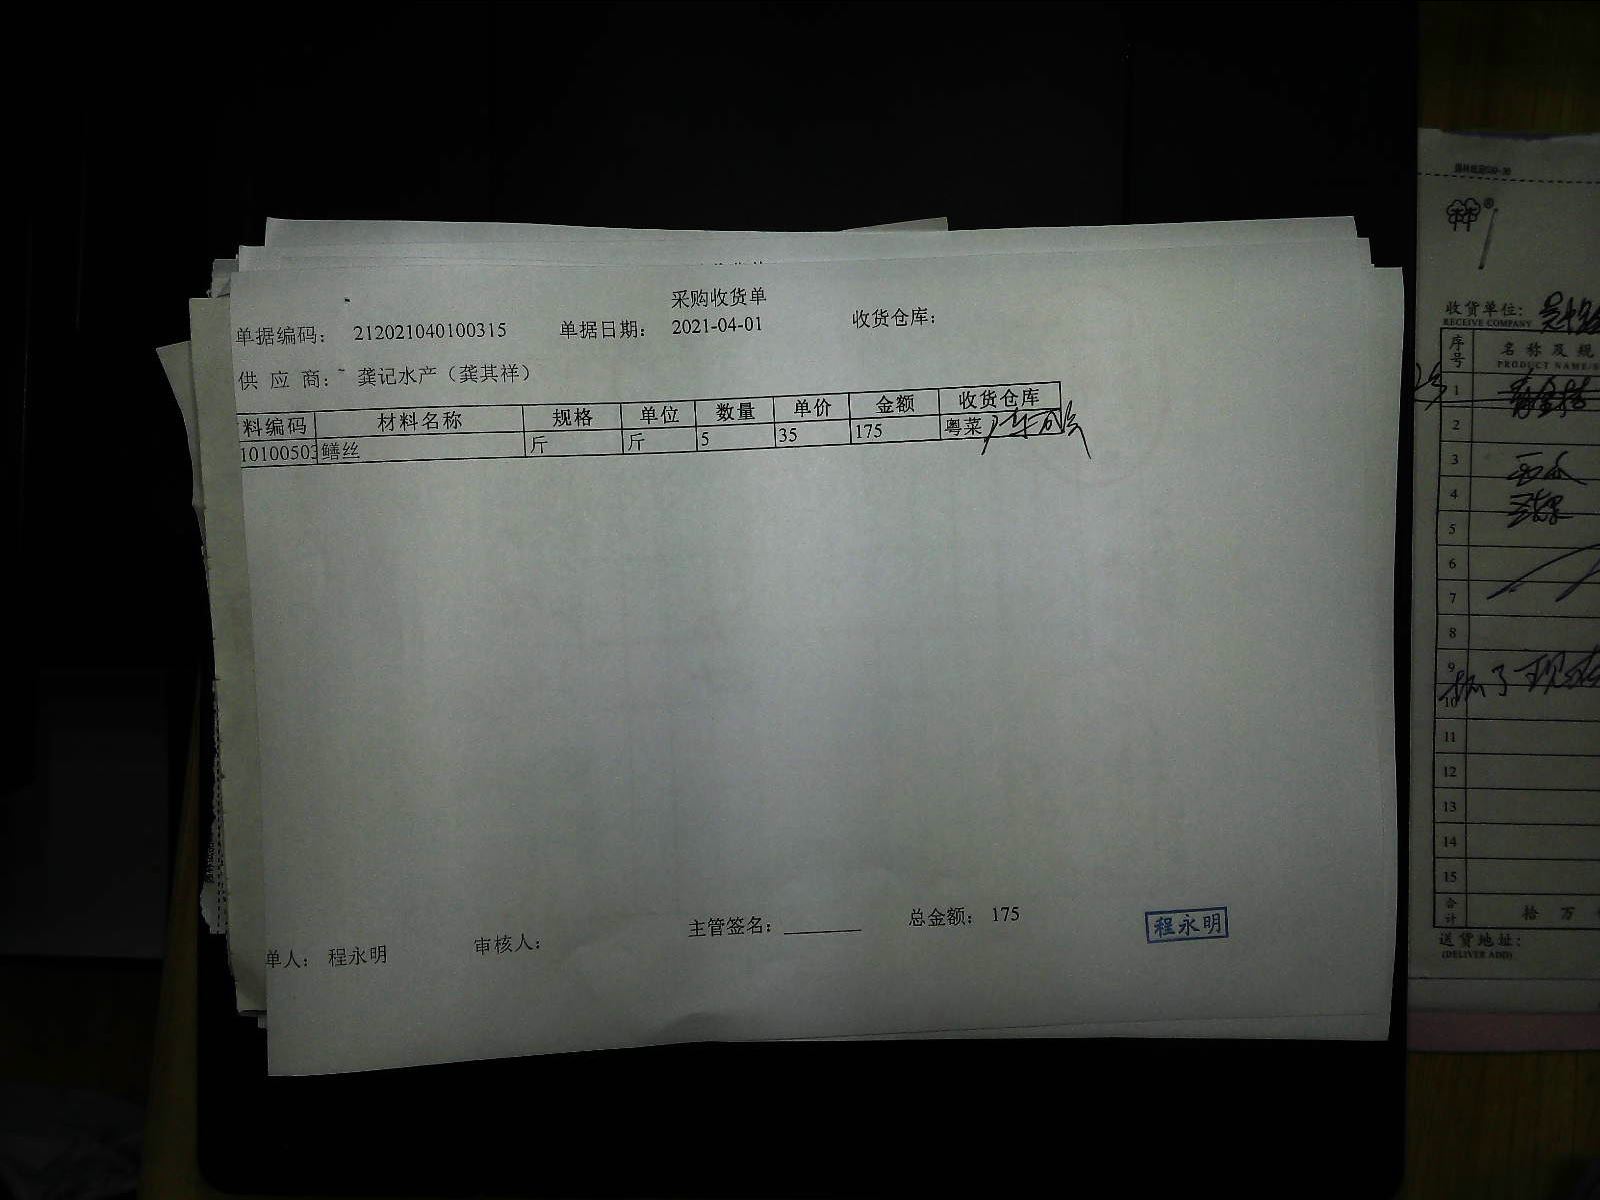 采购收货单
单据编码： 212021040100315 单据日期： 2021-04-01 收货仓库：
供 应 商： 龚记水产（龚其祥）
料编码 材料名称 规格 单位 数量 单价 金额 收货仓库
10100503 鳝丝 斤 斤 5 35 175 粤菜
主管签名： 总金额： 175
单人： 程永明 审核人：
程永明
收货单位：
RECEIVE COMPANY
序号 名 称 及 规
PRODUCT NAME/S
1
2
3
4
5
6
7
8
9
10
11
12
13
14
15
合计 拾 万
送货地址：
(DELIVER ADD)